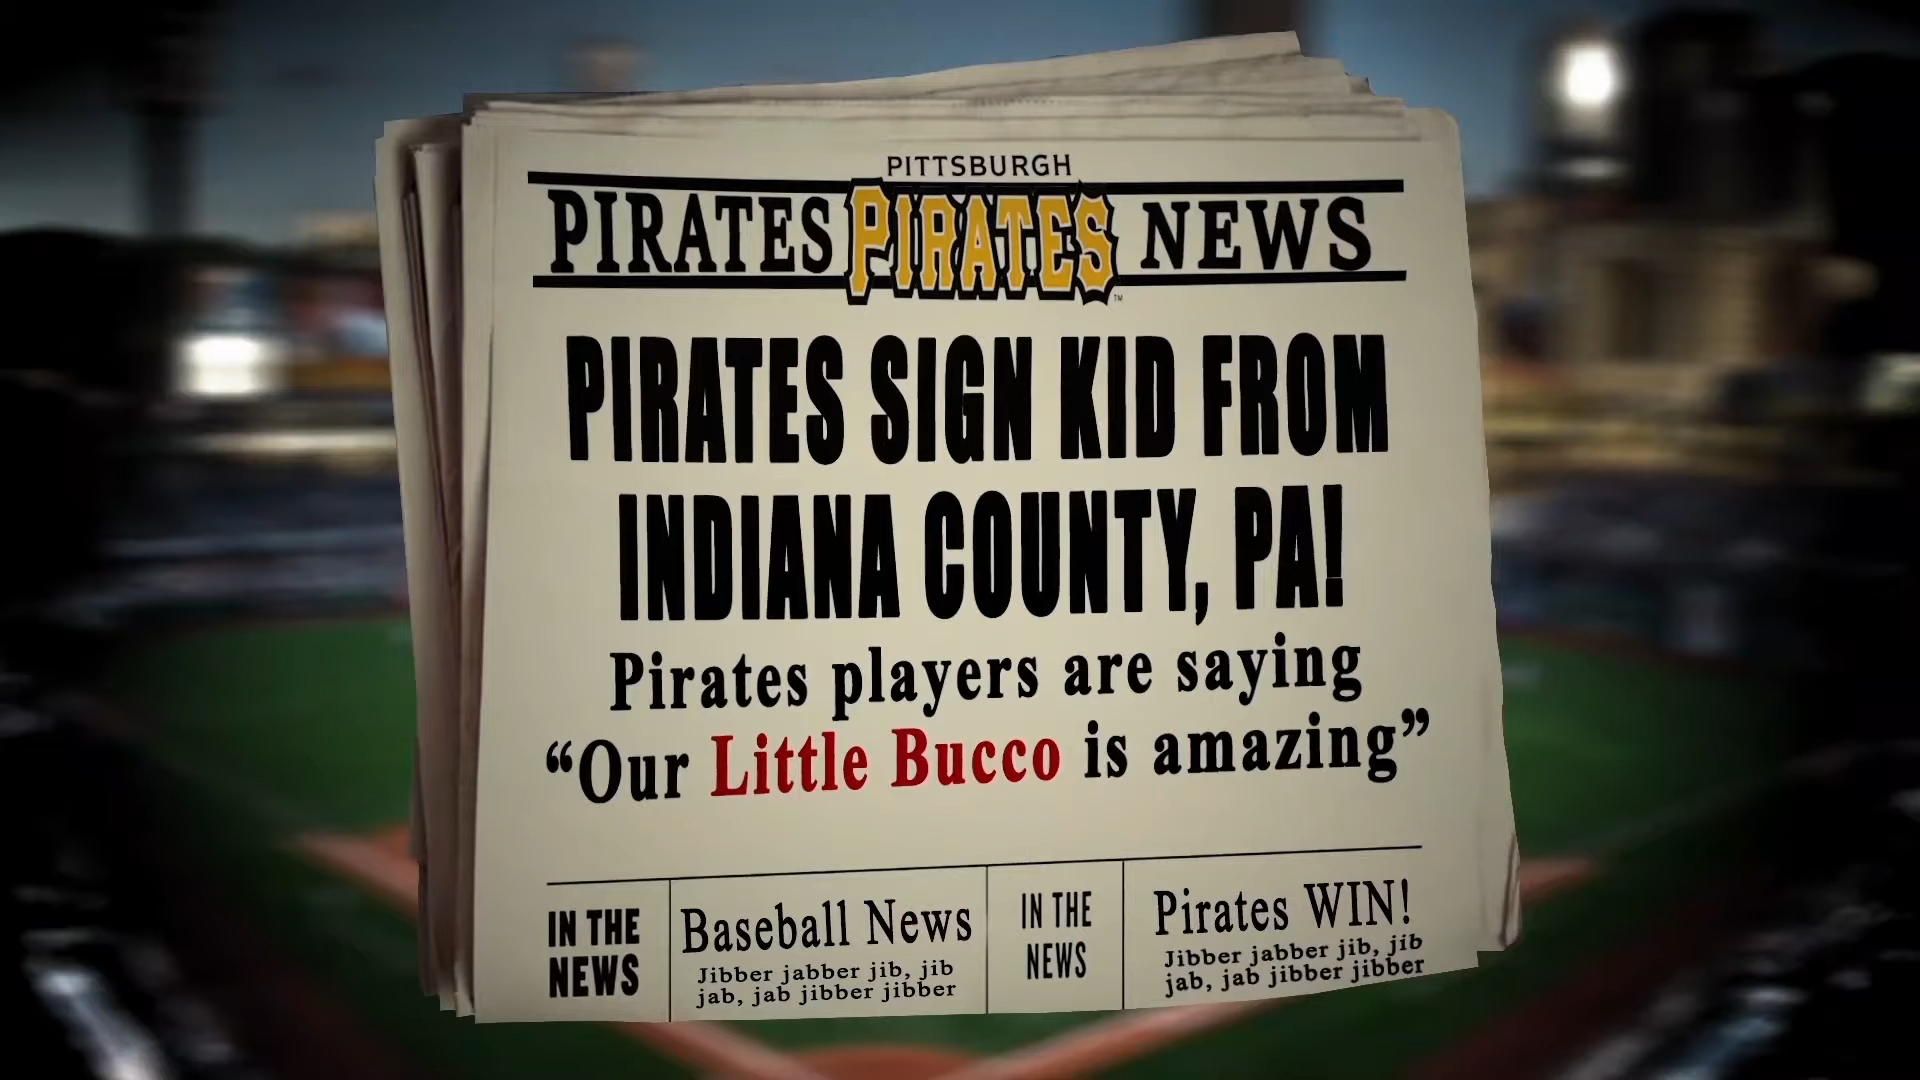 PITTSBURGH
PIRATES PIRATES NEWS
™
PIRATES SIGN KID FROM
INDIANA COUNTY, PA!
Pirates players are saying
“Our Little Bucco is amazing”
IN THE
NEWS
Baseball News
Jibber jabber jib, jib
jab, jab jibber jibber
IN THE
NEWS
Pirates WIN!
Jibber jabber jib, jib
jab, jab jibber jibber